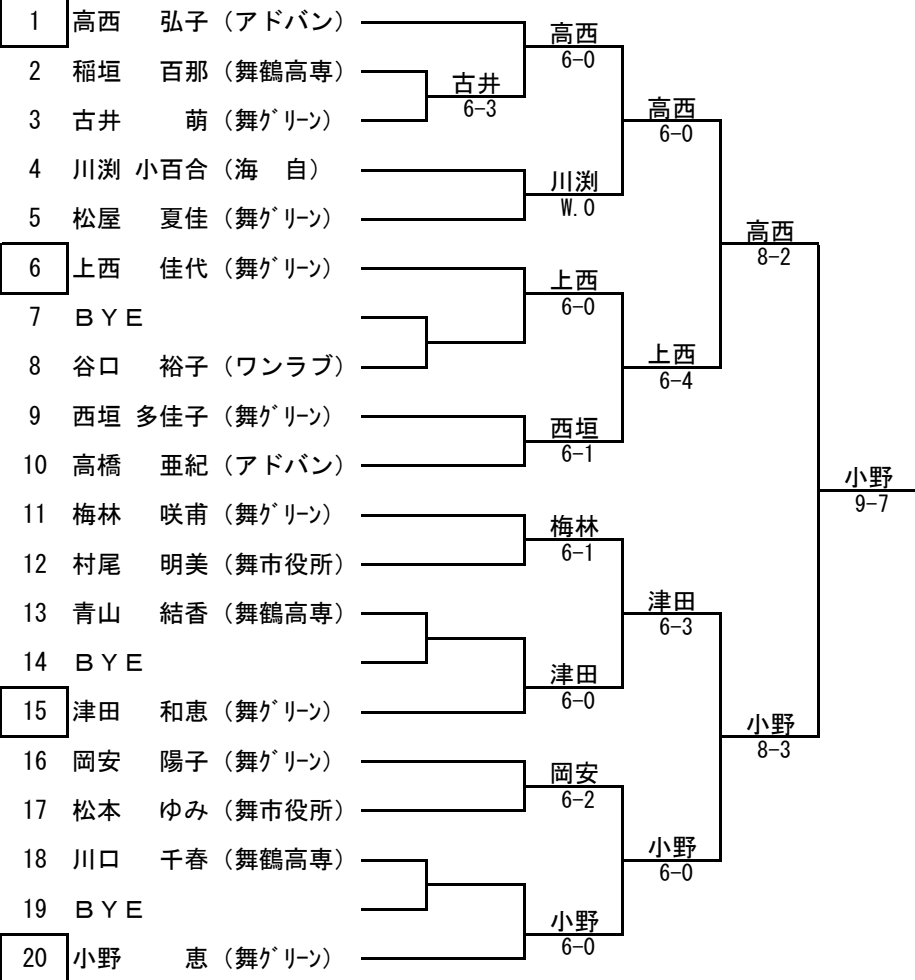 1 高西 弘子（アドバン）
2 稲垣 百那（舞鶴高専）
3 古井 萌（舞ｸﾞﾘｰﾝ）
4 川渕 小百合（海 自）
5 松屋 夏佳（舞ｸﾞﾘｰﾝ）
6 上西 佳代（舞ｸﾞﾘｰﾝ）
7 ＢＹＥ
8 谷口 裕子（ワンラブ）
9 西垣 多佳子（舞ｸﾞﾘｰﾝ）
10 高橋 亜紀（アドバン）
11 梅林 咲甫（舞ｸﾞﾘｰﾝ）
12 村尾 明美（舞市役所）
13 青山 結香（舞鶴高専）
14 ＢＹＥ
15 津田 和恵（舞ｸﾞﾘｰﾝ）
16 岡安 陽子（舞ｸﾞﾘｰﾝ）
17 松本 ゆみ（舞市役所）
18 川口 千春（舞鶴高専）
19 ＢＹＥ
20 小野 恵（舞ｸﾞﾘｰﾝ）
古井
6-3
高西
6-0
川渕
W.O
上西
6-0
西垣
6-1
梅林
6-1
津田
6-0
岡安
6-2
小野
6-0
高西
6-0
上西
6-4
津田
6-3
小野
6-0
高西
8-2
小野
8-3
小野
9-7